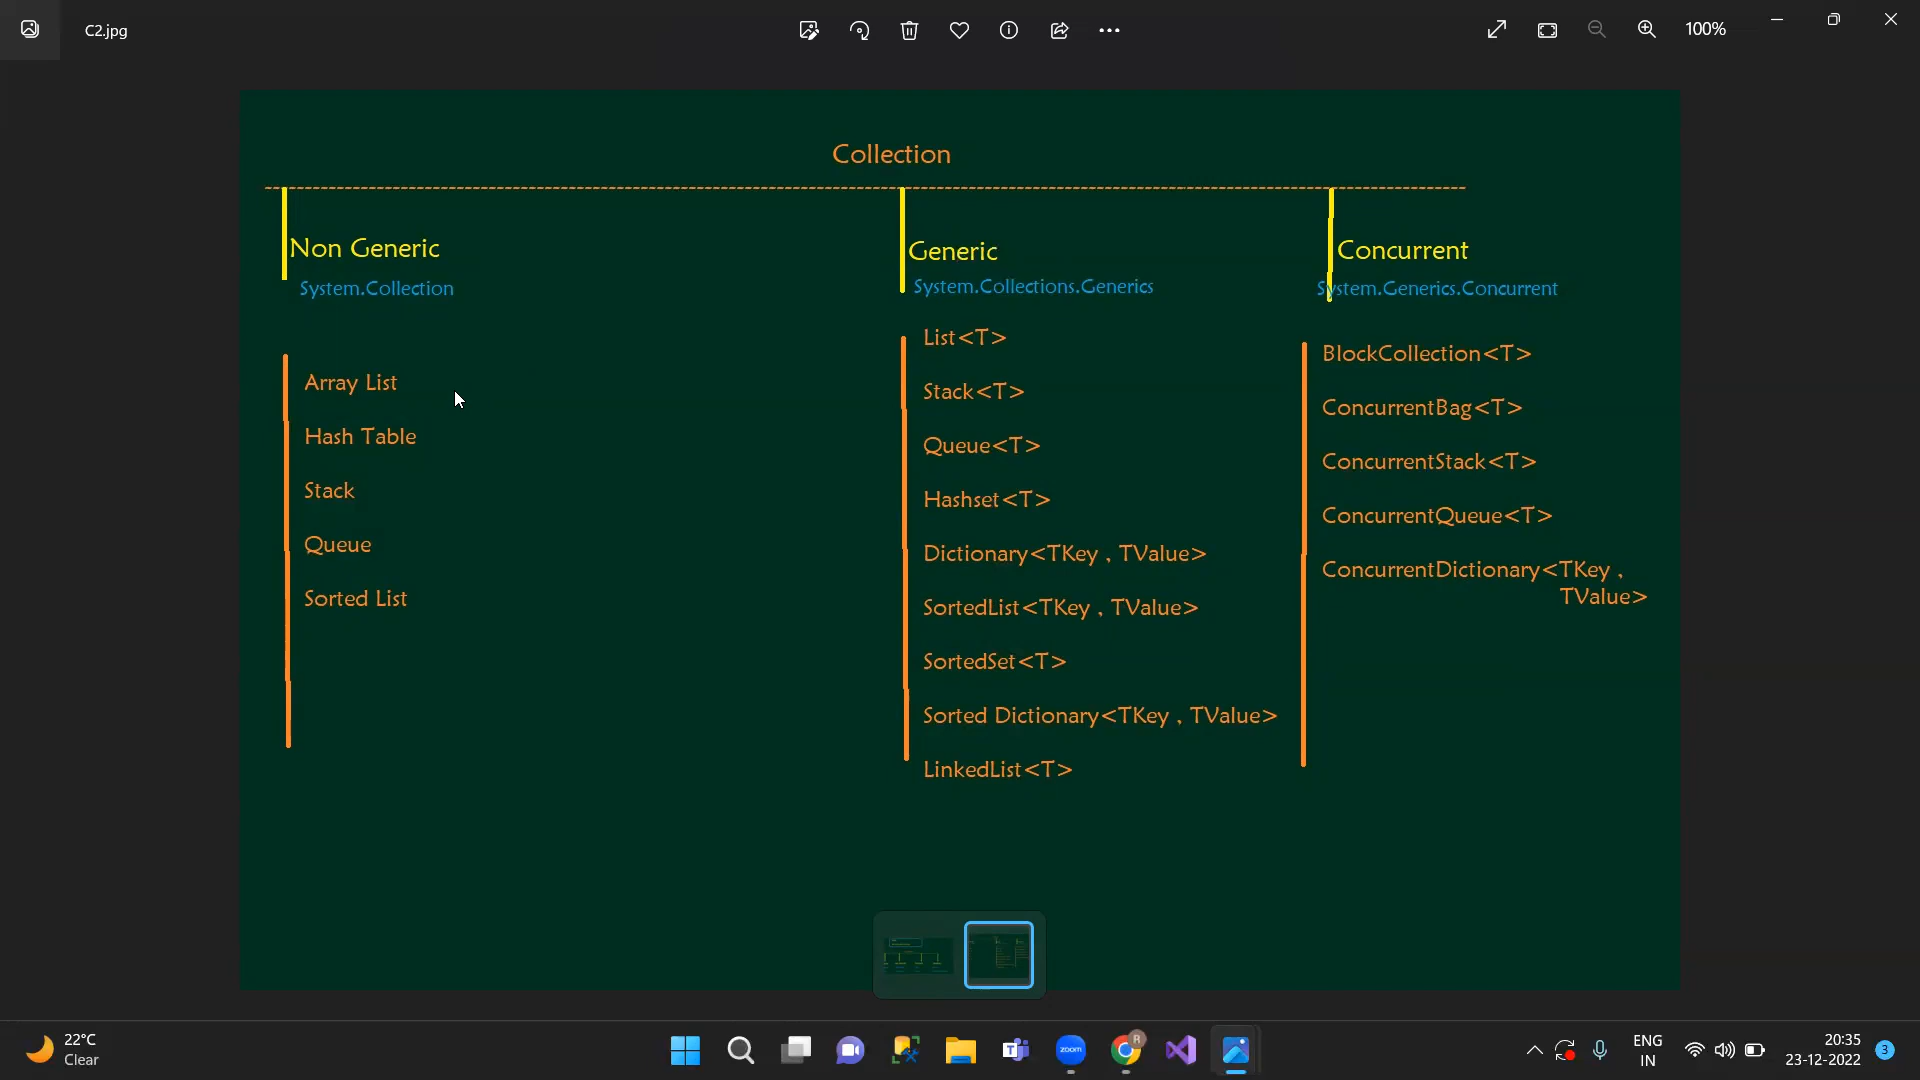 C2.jpg
100%
Collection
Non Generic
System.Collection
Array List
Hash Table
Stack
Queue
Sorted List
Generic
System.Collections.Generics
List<T>
Stack<T>
Queue<T>
Hashset<T>
Dictionary<TKey , TValue>
SortedList<TKey , TValue>
SortedSet<T>
Sorted Dictionary<TKey , TValue>
LinkedList<T>
Concurrent
System.Generics.Concurrent
BlockCollection<T>
ConcurrentBag<T>
ConcurrentStack<T>
ConcurrentQueue<T>
ConcurrentDictionary<TKey ,
TValue>
22°C
Clear
zoom
R
ENG
IN
20:35
23-12-2022
3